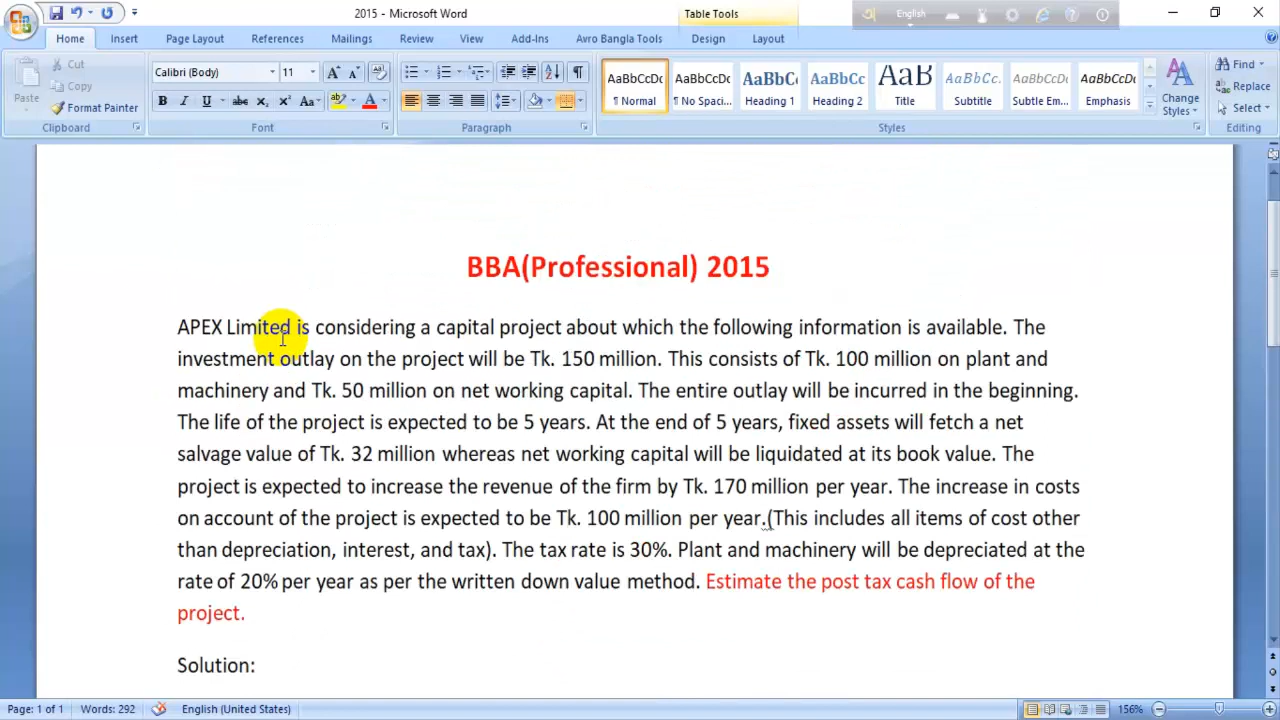 2015 - Microsoft Word
Table Tools
English
Home Insert Page Layout References Mailings Review View Add-Ins Avro Bangla Tools Design Layout
Paste
Cut
Copy
Format Painter
Clipboard
Calibri (Body) 11
Font
Paragraph
AaBbCcDc AaBbCcDc AaBbC AaBbCc AaB AaBbCc. AaBbCcDc AaBbCcDc
¶ Normal ¶ No Spaci... Heading 1 Heading 2 Title Subtitle Subtle Em... Emphasis
Change Styles
Styles
Find
Replace
Select
Editing
BBA(Professional) 2015
APEX Limited is considering a capital project about which the following information is available. The
investment outlay on the project will be Tk. 150 million. This consists of Tk. 100 million on plant and
machinery and Tk. 50 million on net working capital. The entire outlay will be incurred in the beginning.
The life of the project is expected to be 5 years. At the end of 5 years, fixed assets will fetch a net
salvage value of Tk. 32 million whereas net working capital will be liquidated at its book value. The
project is expected to increase the revenue of the firm by Tk. 170 million per year. The increase in costs
on account of the project is expected to be Tk. 100 million per year.(This includes all items of cost other
than depreciation, interest, and tax). The tax rate is 30%. Plant and machinery will be depreciated at the
rate of 20% per year as per the written down value method. Estimate the post tax cash flow of the
project.
Solution:
Page: 1 of 1 Words: 292 English (United States) 156%